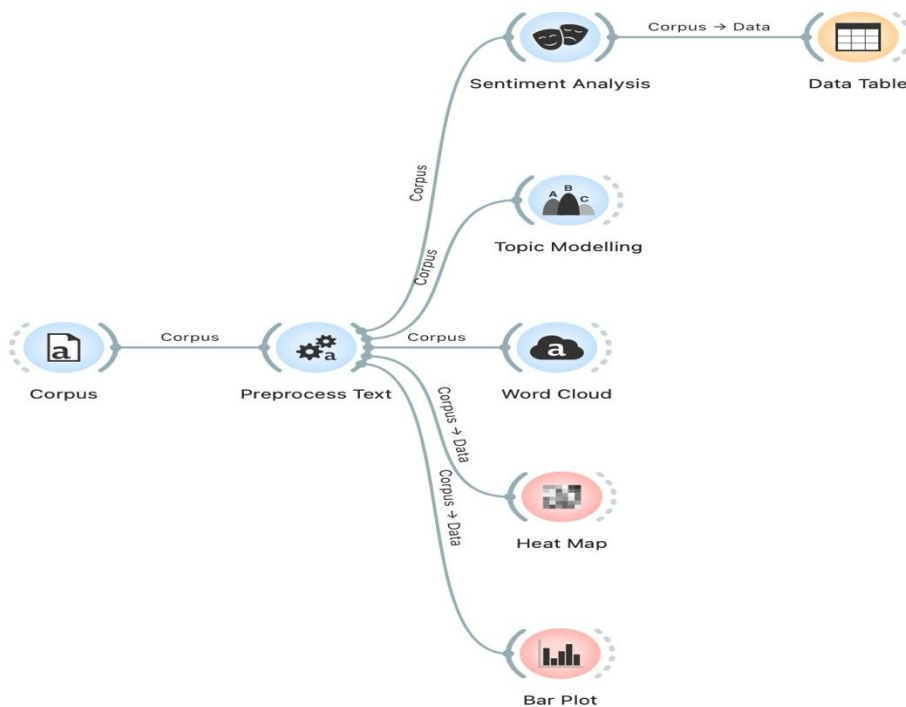 Corpus → Data
Sentiment Analysis
Data Table
Corpus
A B C
Topic Modelling
Corpus
a
Corpus
Corpus
a
Preprocess Text
Corpus
a
Word Cloud
Corpus → Data
Heat Map
Corpus → Data
Bar Plot